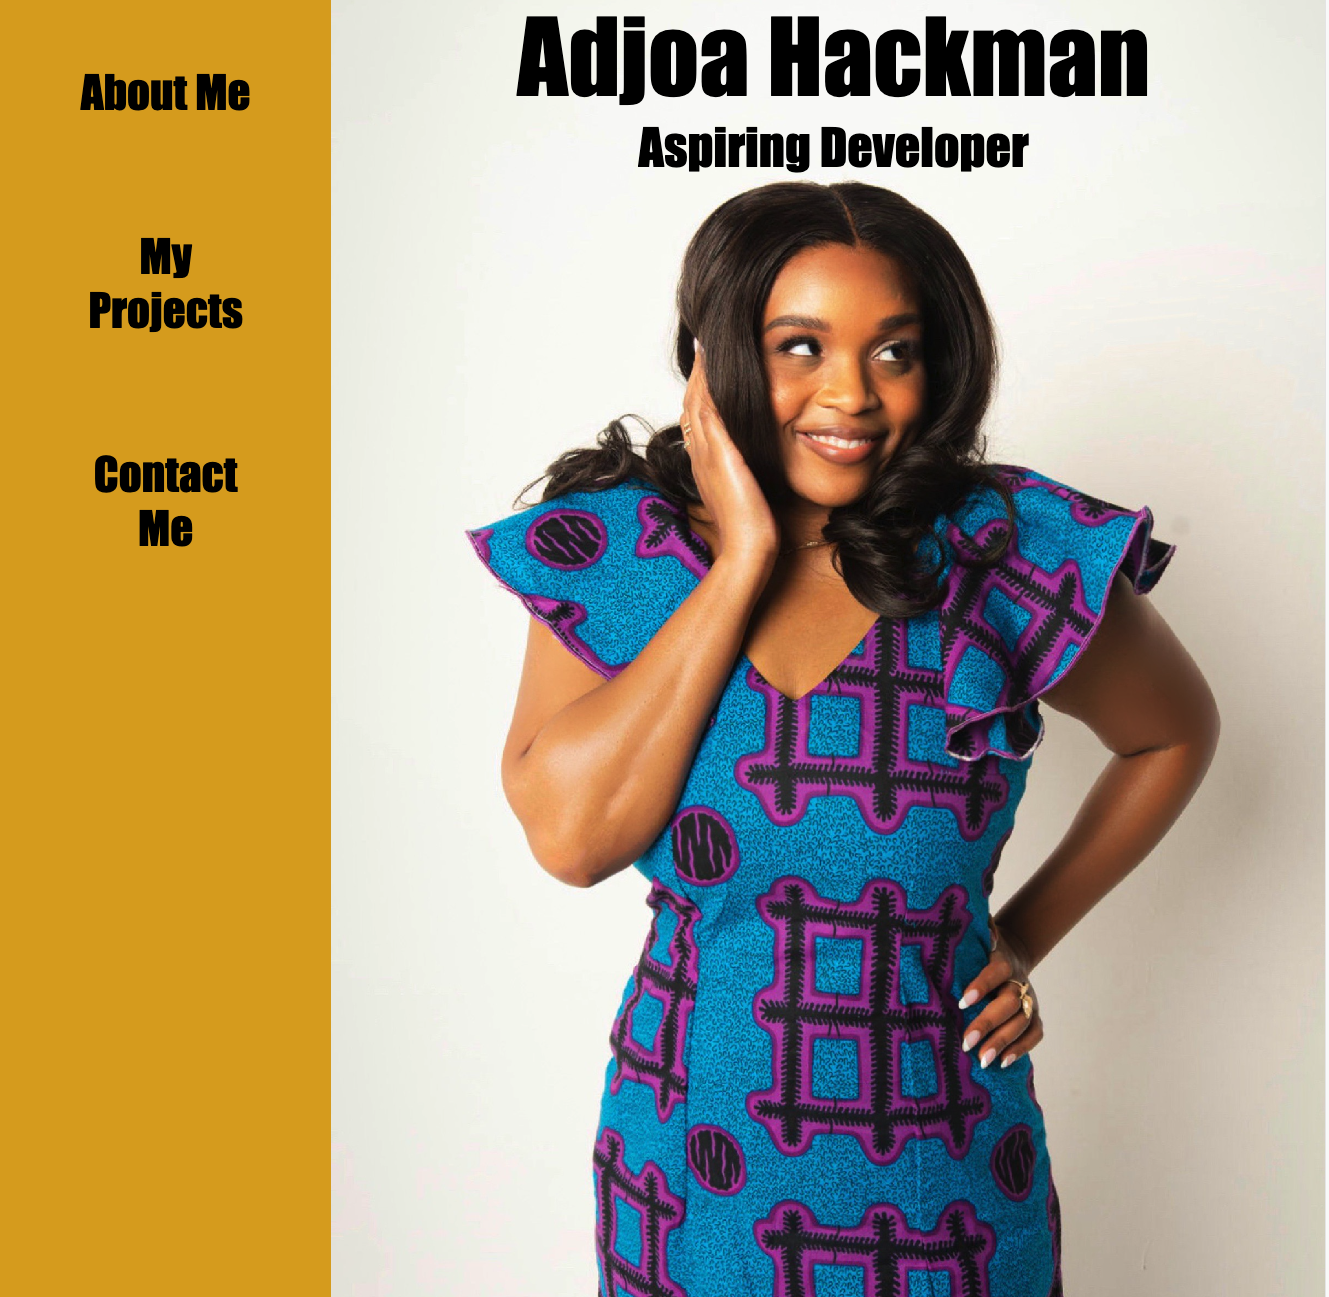 About Me
My
Projects
Contact
Me
Adjoa Hackman
Aspiring Developer